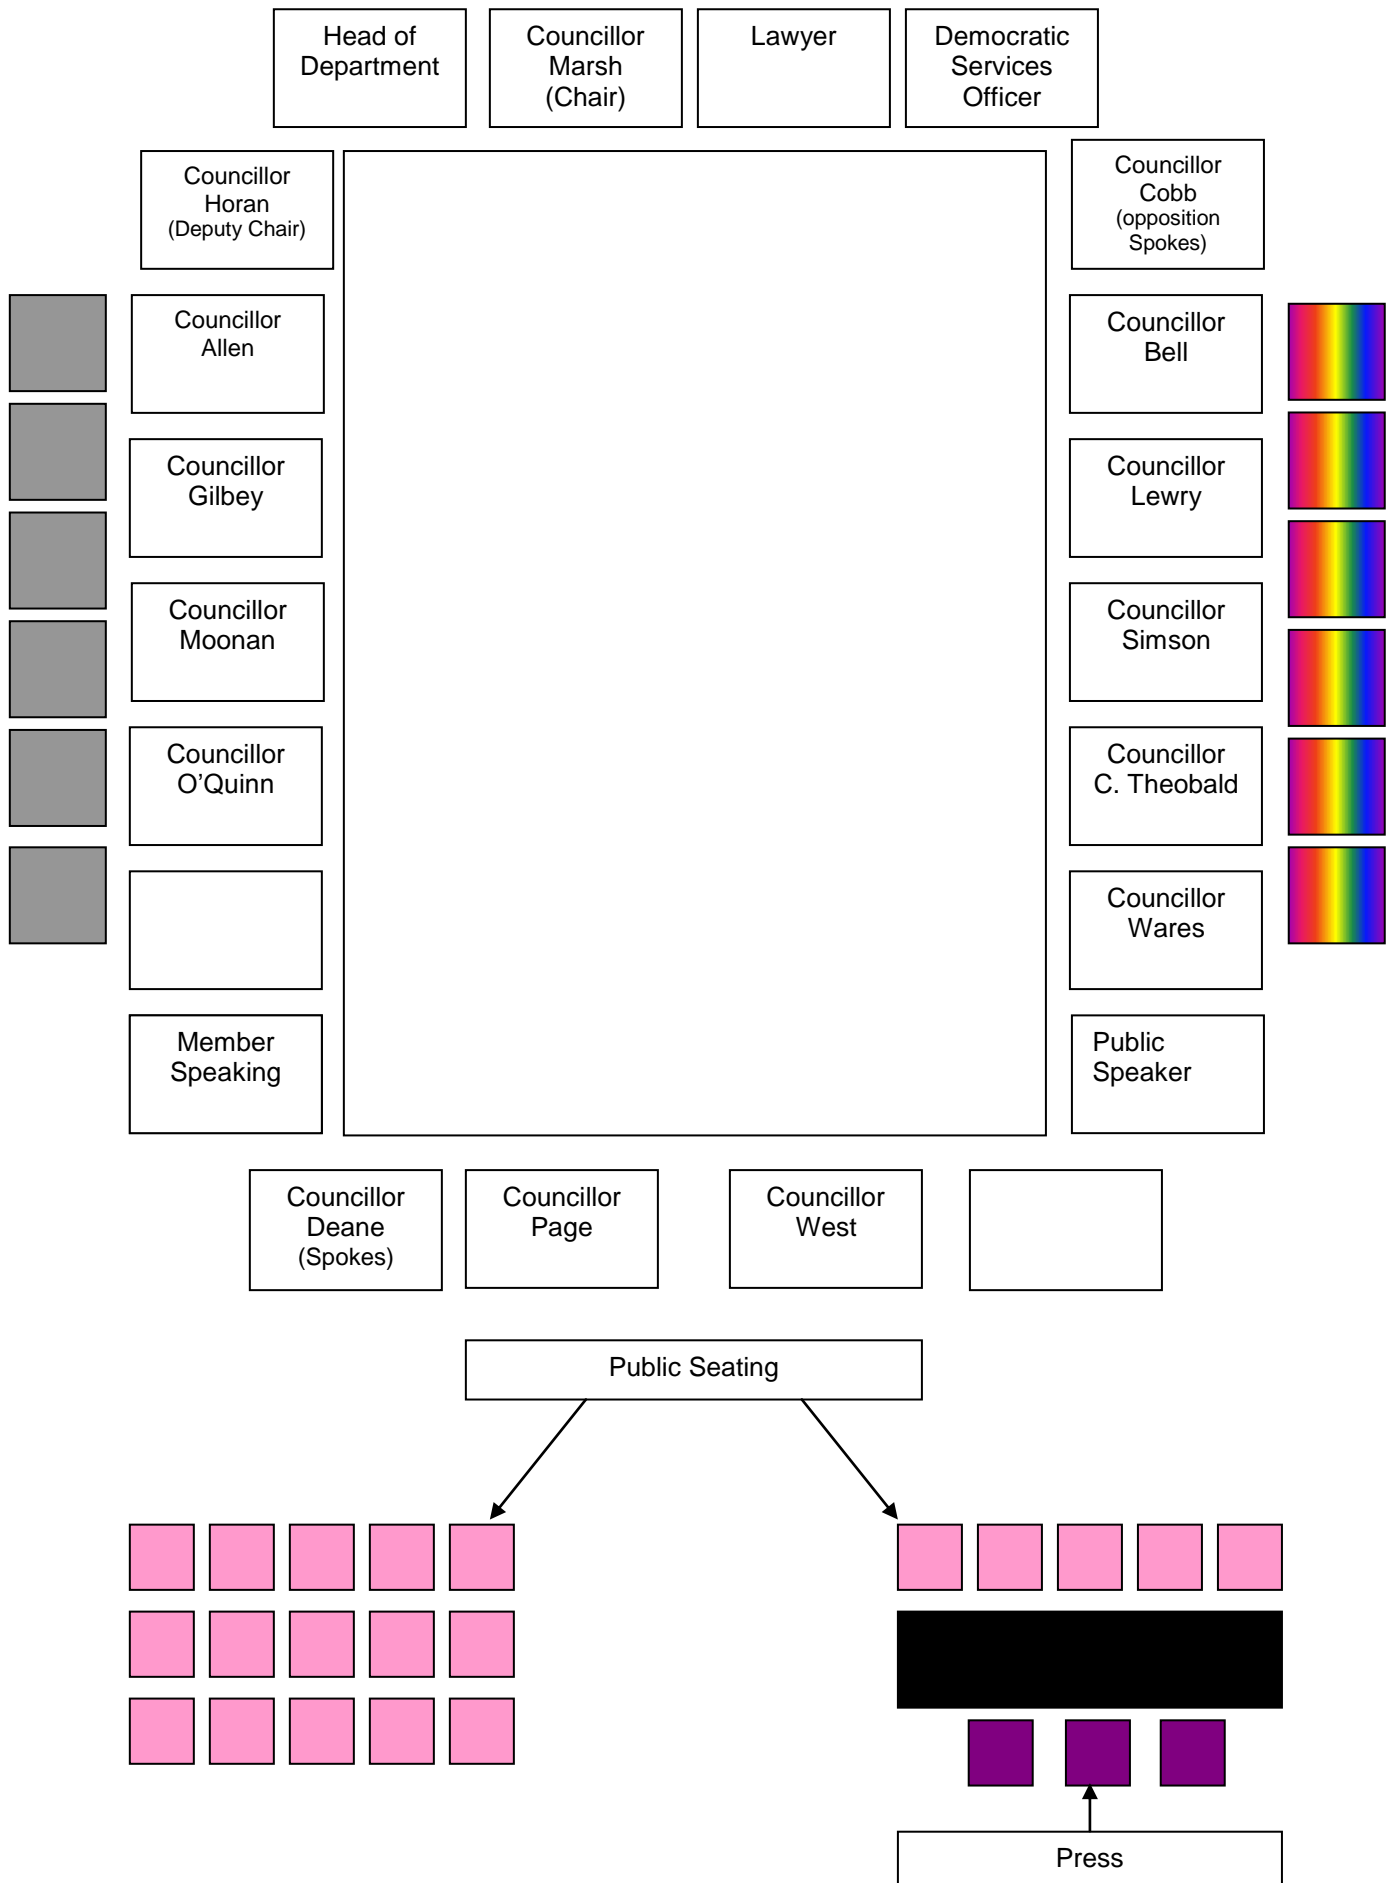 Head of
Department
Councillor
Marsh
(Chair)
Lawyer
Democratic
Services
Officer
Councillor
Horan
(Deputy Chair)
Councillor
Cobb
(opposition
Spokes)
Councillor
Allen
Councillor
Bell
Councillor
Gilbey
Councillor
Lewry
Councillor
Moonan
Councillor
Simson
Councillor
O’Quinn
Councillor
C. Theobald
Councillor
Wares
Member
Speaking
Public
Speaker
Councillor
Deane
(Spokes)
Councillor
Page
Councillor
West
Public Seating
Press